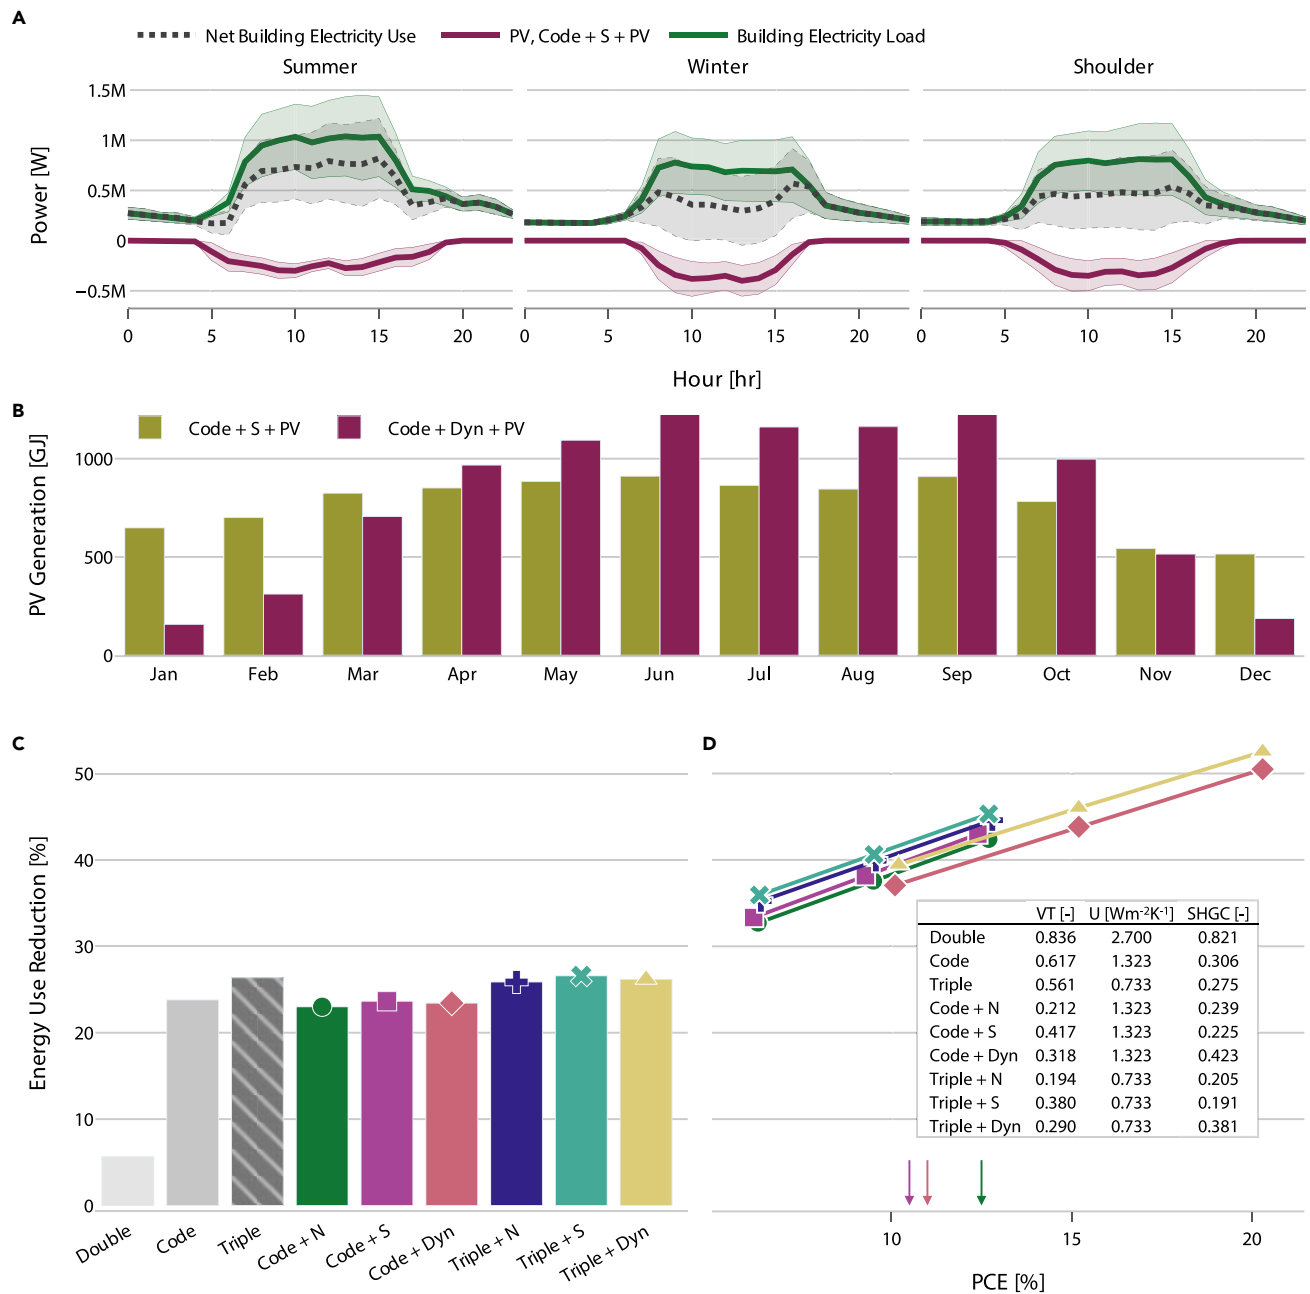 A
Net Building Electricity Use PV, Code + S + PV Building Electricity Load
Summer Winter Shoulder
Power [W]
1.5M
1M
0.5M
0
−0.5M
0 5 10 15 20 0 5 10 15 20 0 5 10 15 20
Hour [hr]
B
Code + S + PV Code + Dyn + PV
PV Generation [GJ]
1000
500
0
Jan Feb Mar Apr May Jun Jul Aug Sep Oct Nov Dec
C
Energy Use Reduction [%]
50
40
30
20
10
0
Double Code Triple Code + N Code + S Code + Dyn Triple + N Triple + S Triple + Dyn
D
VT [-] U [Wm⁻²K⁻¹] SHGC [-]
Double 0.836 2.700 0.821
Code 0.617 1.323 0.306
Triple 0.561 0.733 0.275
Code + N 0.212 1.323 0.239
Code + S 0.417 1.323 0.225
Code + Dyn 0.318 1.323 0.423
Triple + N 0.194 0.733 0.205
Triple + S 0.380 0.733 0.191
Triple + Dyn 0.290 0.733 0.381
10 15 20
PCE [%]